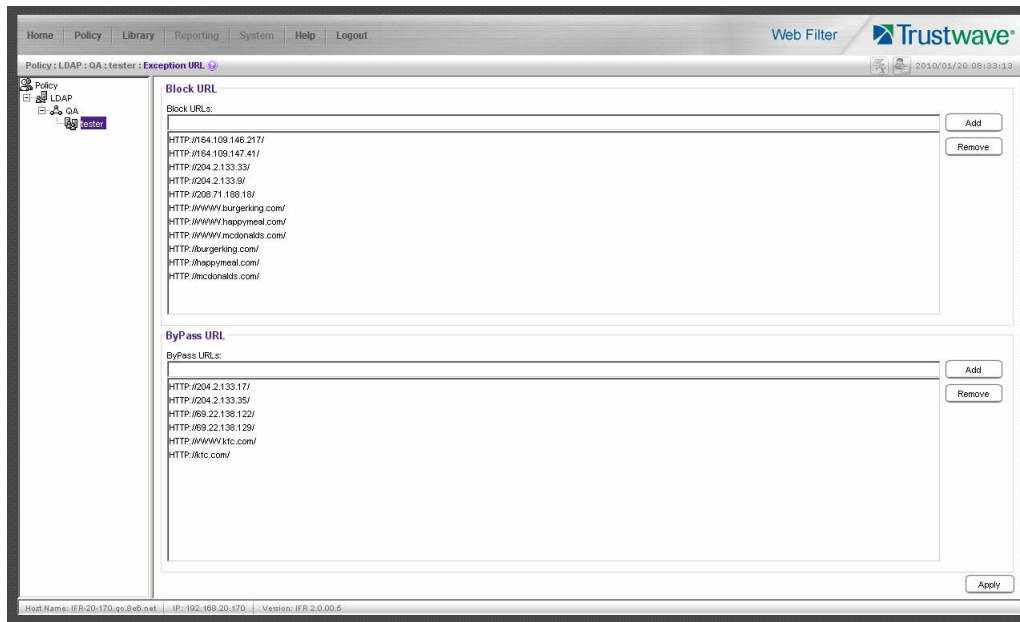 Home Policy Library Reporting System Help Logout Web Filter Trustwave®
Policy : LDAP : QA : tester : Exception URL 2010/01/20 08:33:13
Policy
LDAP
QA
tester
Block URL
Block URLs:
Add
HTTP://164.109.146.217/
Remove
HTTP://164.109.147.41/
HTTP://204.2.133.33/
HTTP://204.2.133.9/
HTTP://208.71.188.18/
HTTP://WWW.burgerking.com/
HTTP://WWW.happymeal.com/
HTTP://WWW.mcdonalds.com/
HTTP://burgerking.com/
HTTP://happymeal.com/
HTTP://mcdonalds.com/
ByPass URL
ByPass URLs:
Add
HTTP://204.2.133.17/
Remove
HTTP://204.2.133.35/
HTTP://69.22.138.122/
HTTP://69.22.138.129/
HTTP://WWW.kfc.com/
HTTP://kfc.com/
Apply
Host Name: IFR-20-170.qc.8e6.net IP: 192.168.20.170 Version: IFR 2.0.00.5